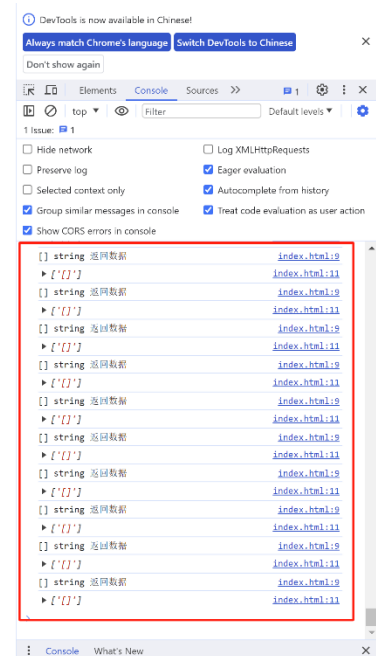 DevTools is now available in Chinese!
Always match Chrome's language Switch DevTools to Chinese
Don't show again
Elements Console Sources 1
top Filter Default levels
1 Issue: 1
Hide network Log XMLHttpRequests
Preserve log Eager evaluation
Selected context only Autocomplete from history
Group similar messages in console Treat code evaluation as user action
Show CORS errors in console
[] string 返回数据 index.html:9
['[]'] index.html:11
[] string 返回数据 index.html:9
['[]'] index.html:11
[] string 返回数据 index.html:9
['[]'] index.html:11
[] string 返回数据 index.html:9
['[]'] index.html:11
[] string 返回数据 index.html:9
['[]'] index.html:11
[] string 返回数据 index.html:9
['[]'] index.html:11
[] string 返回数据 index.html:9
['[]'] index.html:11
[] string 返回数据 index.html:9
['[]'] index.html:11
[] string 返回数据 index.html:9
['[]'] index.html:11
[] string 返回数据 index.html:9
['[]'] index.html:11
Console What's New